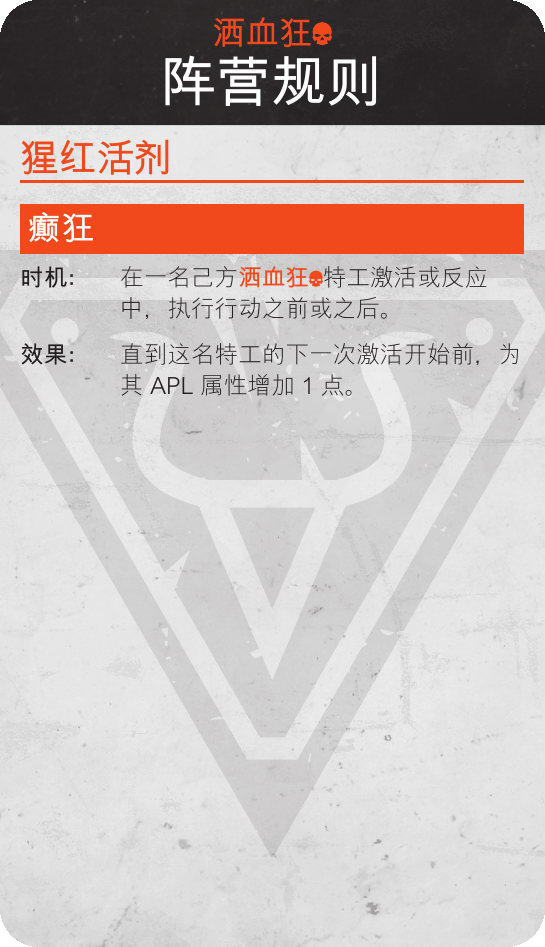 洒血狂
阵营规则
猩红活剂
癫狂
时机: 在一名己方洒血狂特工激活或反应
中，执行行动之前或之后。
效果: 直到这名特工的下一次激活开始前，为
其 APL 属性增加 1 点。